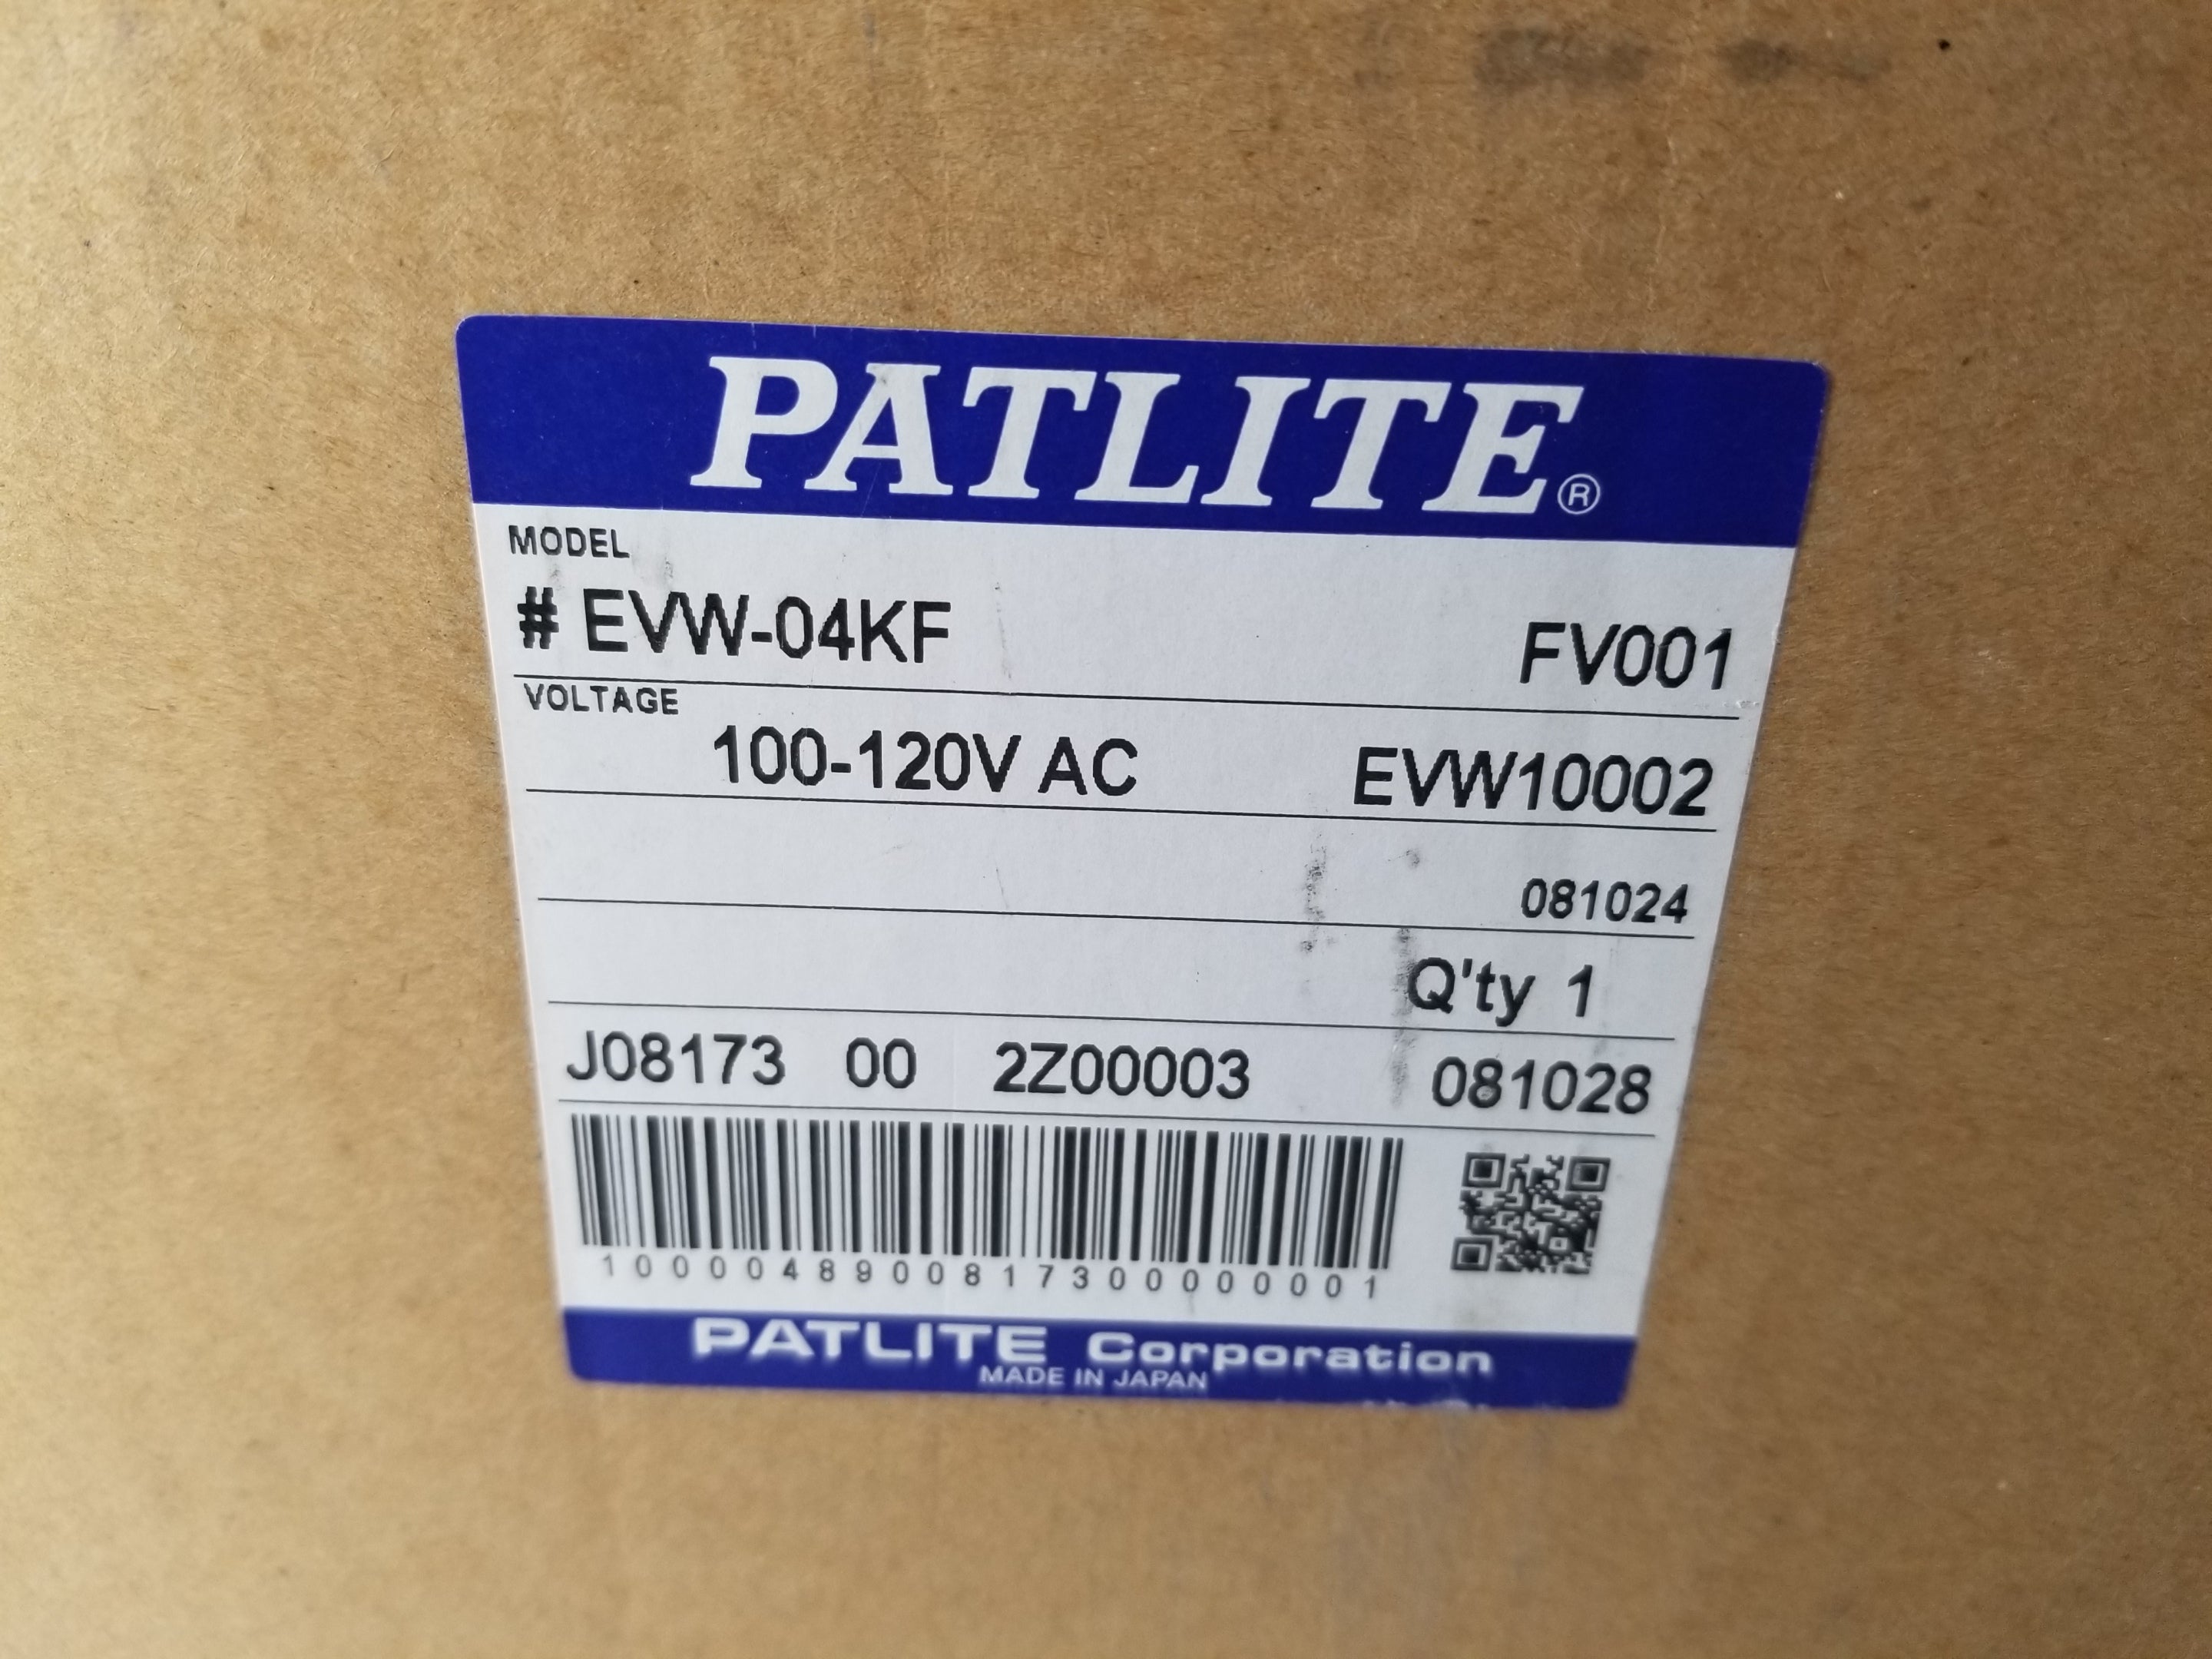 PATLITE®
MODEL
# EVW-04KF FV001
VOLTAGE
100-120V AC EVW10002
081024
Q'ty 1
J08173 00 2Z00003 081028
1000048900817300000001
PATLITE Corporation
MADE IN JAPAN